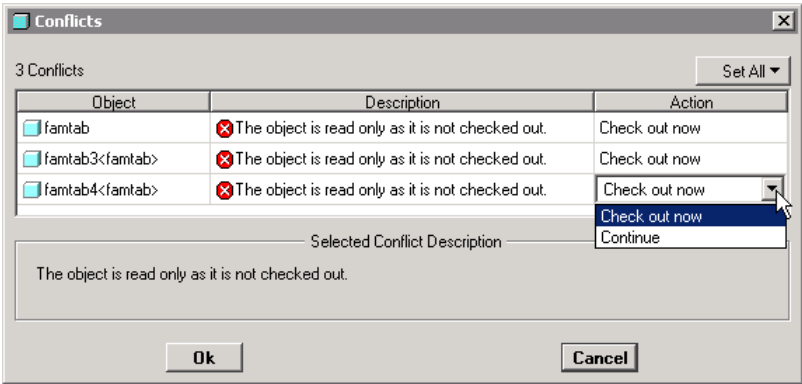 Conflicts
3 Conflicts
Set All
Object Description Action
famtab The object is read only as it is not checked out. Check out now
famtab3<famtab> The object is read only as it is not checked out. Check out now
famtab4<famtab> The object is read only as it is not checked out. Check out now
Check out now
Continue
Selected Conflict Description
The object is read only as it is not checked out.
Ok Cancel